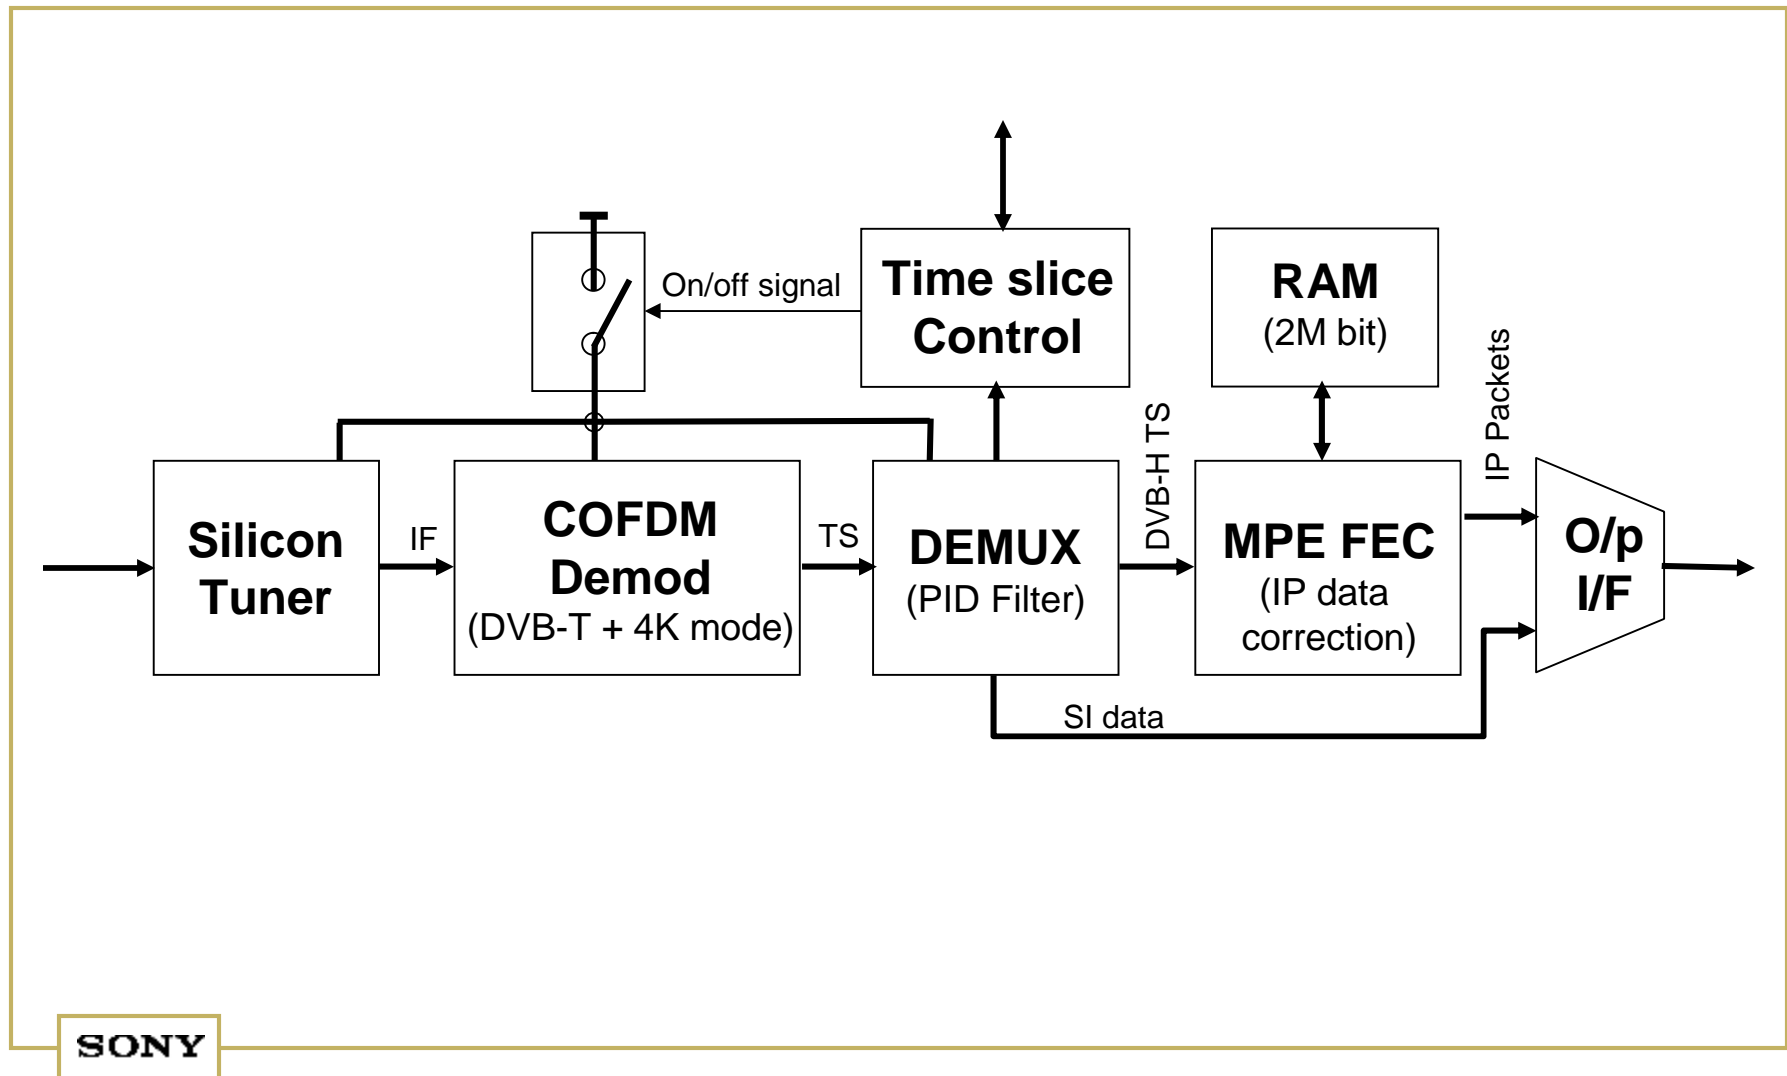 On/off signal
Time slice
Control
RAM
(2M bit)
IP Packets
Silicon
Tuner
IF
COFDM
Demod
(DVB-T + 4K mode)
TS
DEMUX
(PID Filter)
DVB-H TS
MPE FEC
(IP data
correction)
O/p
I/F
SI data
SONY